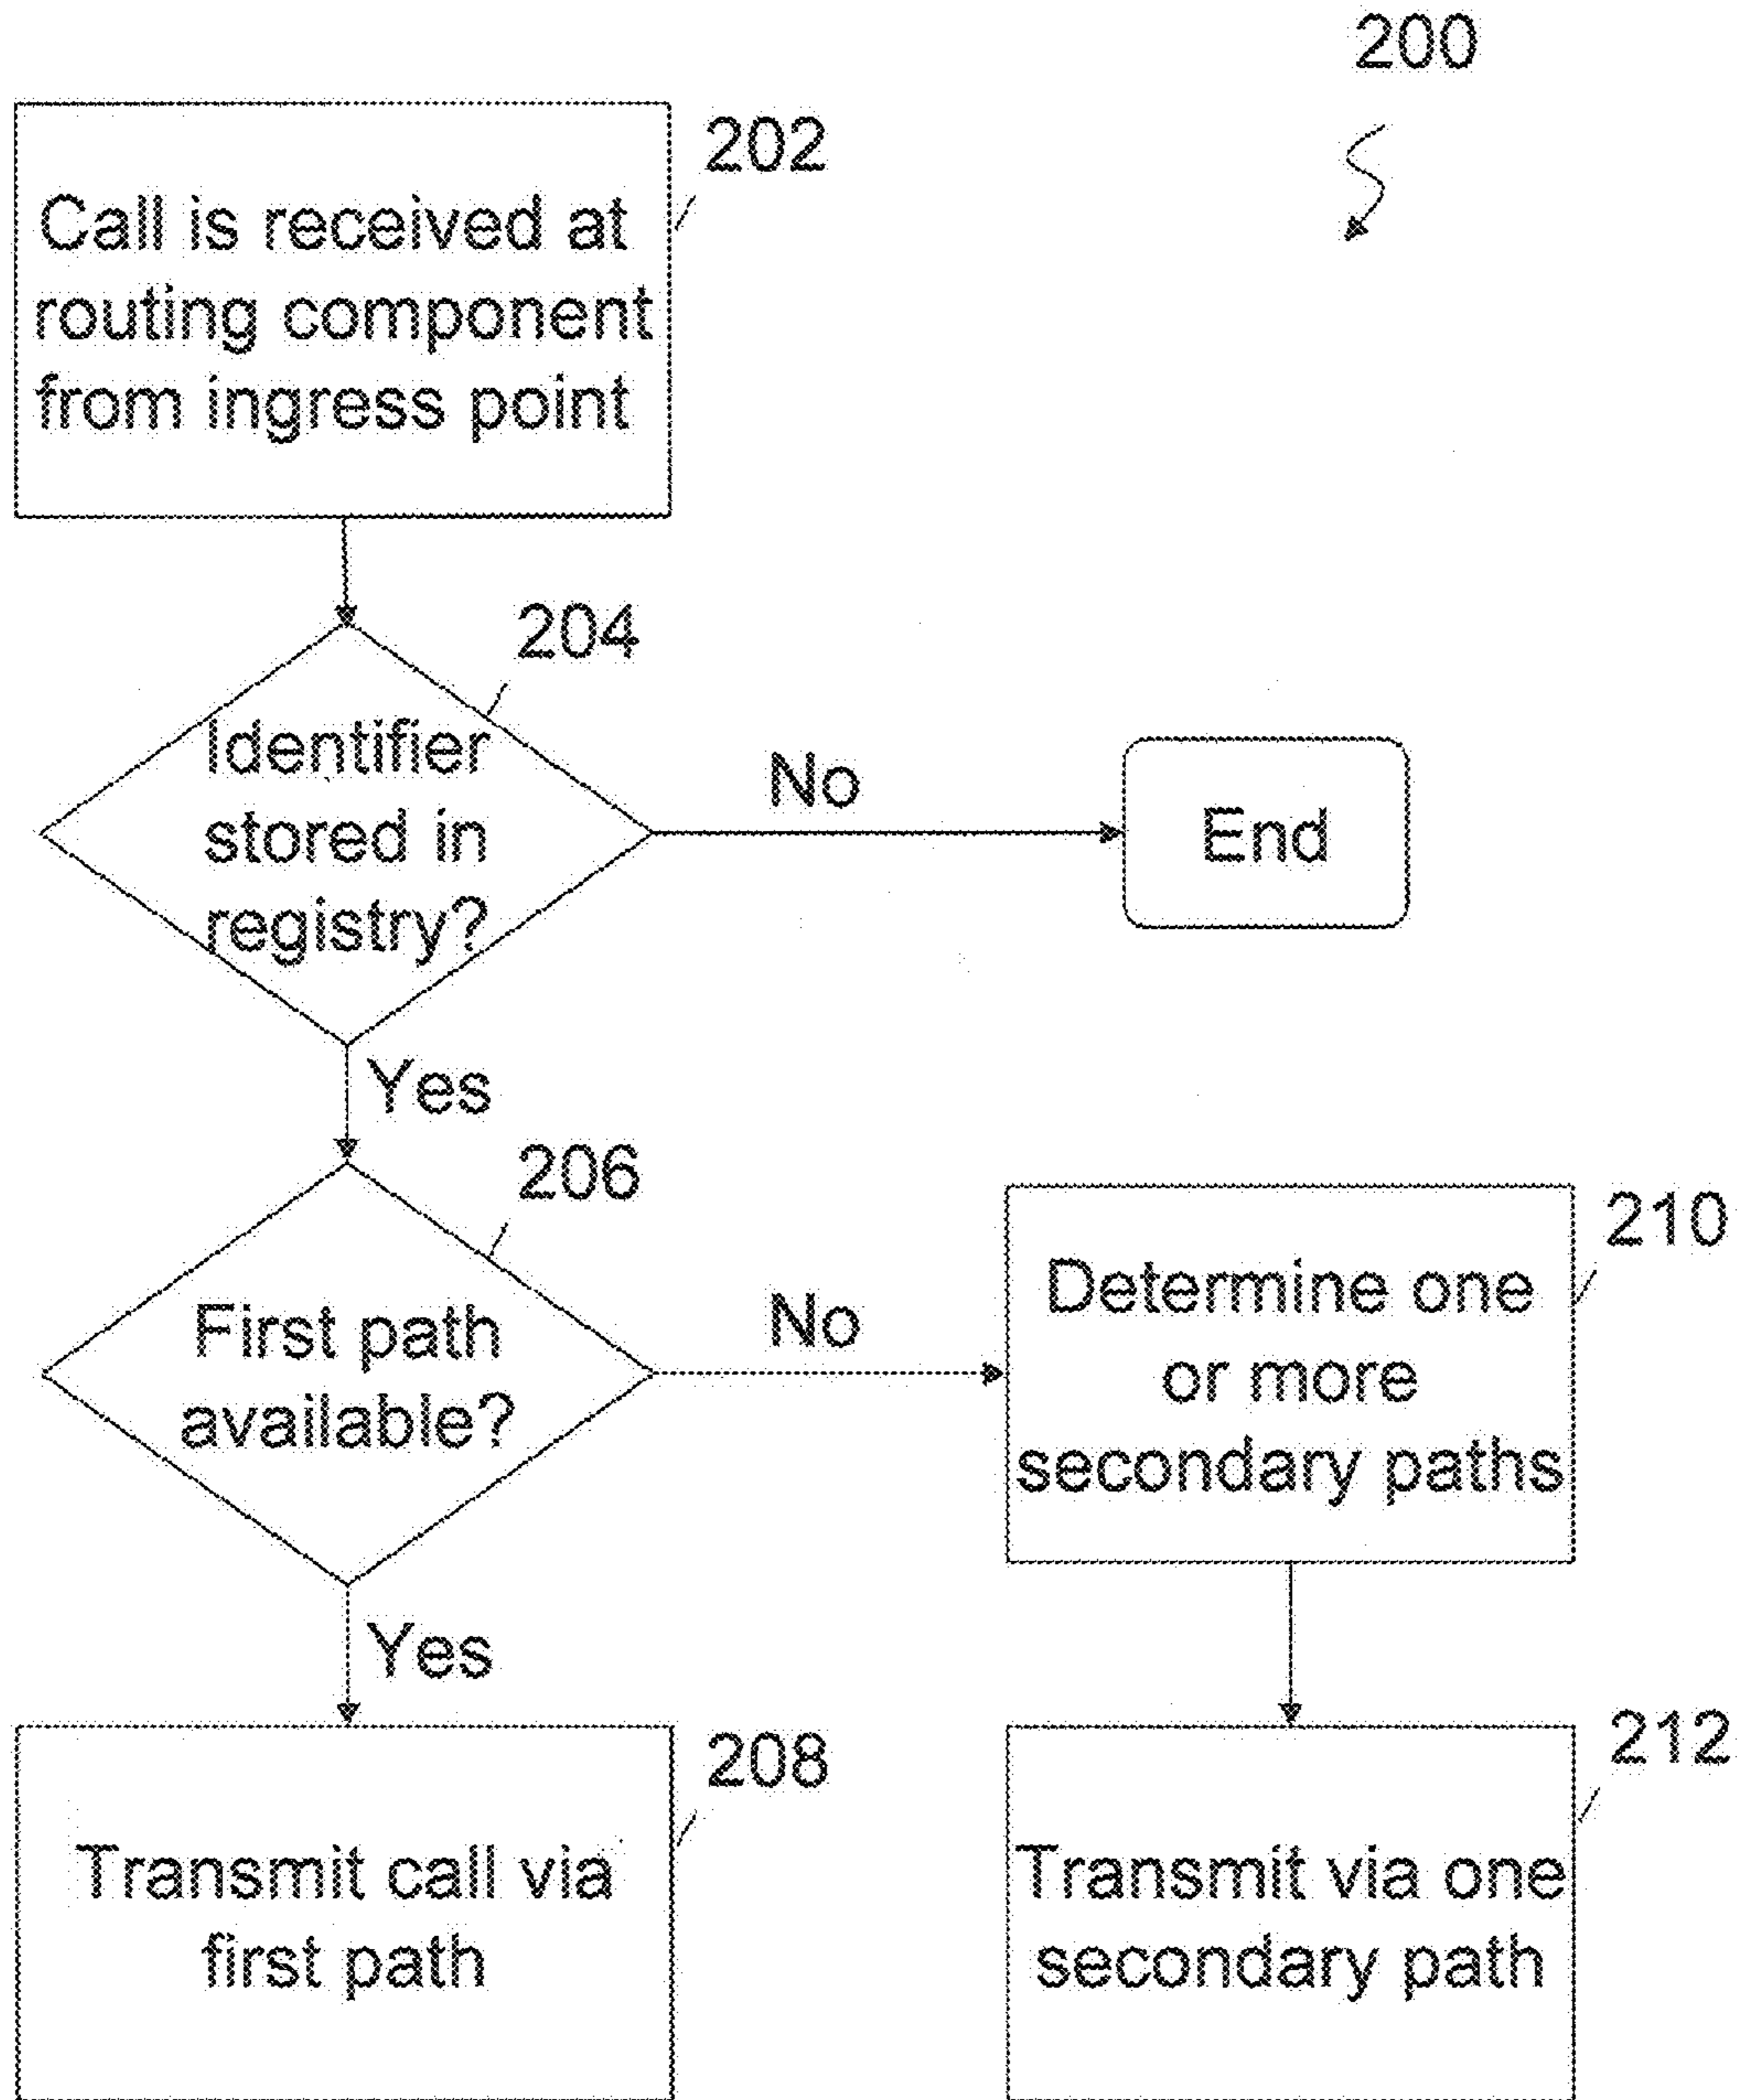 200
202
Call is received at
routing component
from ingress point
204
Identifier
stored in
registry?
No
End
Yes
206
First path
available?
No
210
Determine one
or more
secondary paths
Yes
208
Transmit call via
first path
212
Transmit via one
secondary path